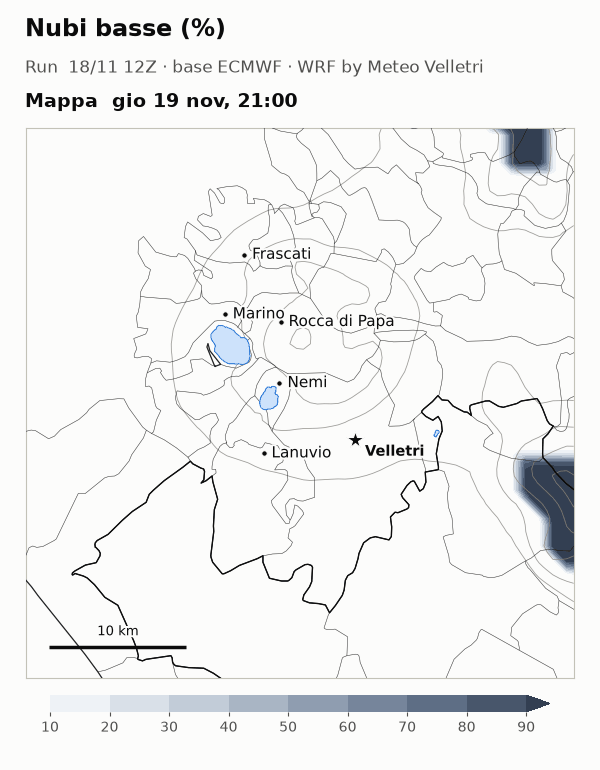 Nubi basse (%)
Run  18/11 12Z · base ECMWF · WRF by Meteo Velletri
Mappa  gio 19 nov, 21:00
Frascati
Marino
Rocca di Papa
Nemi
Velletri
Lanuvio
10 km
10 20 30 40 50 60 70 80 90